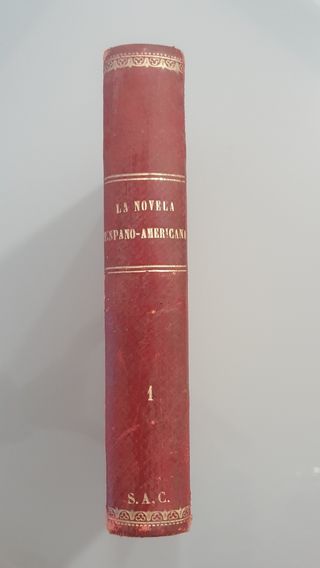 LA NOVELA
HISPANO-AMERICANA
1
S. A. C.